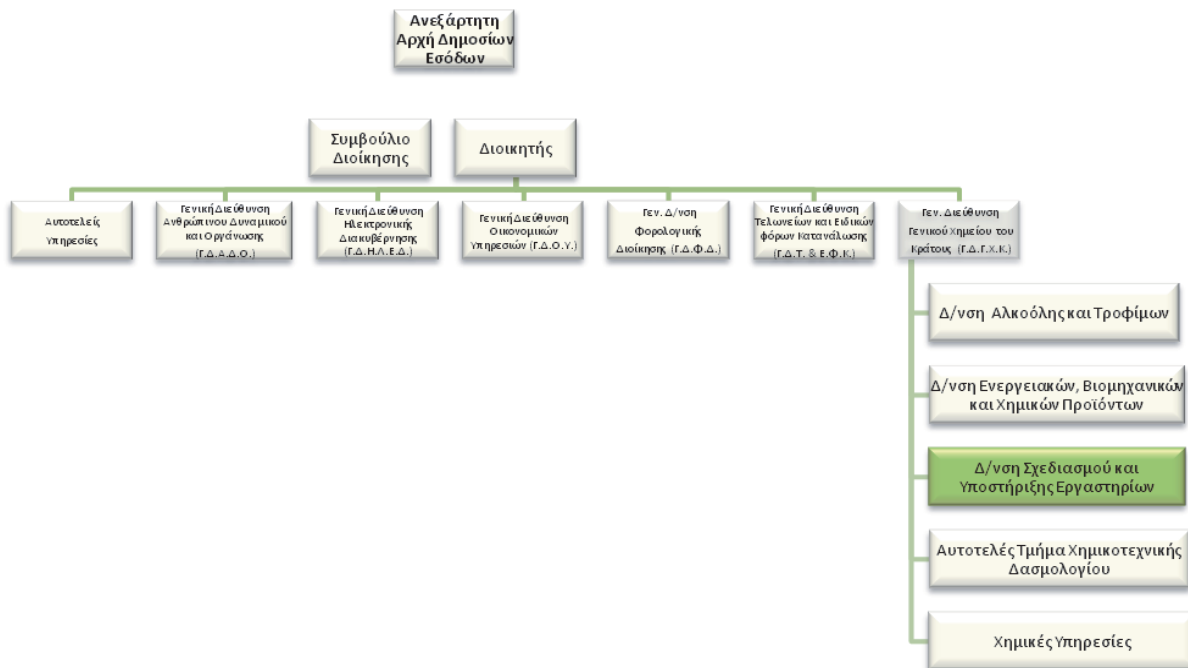 Ανεξάρτητη
Αρχή Δημοσίων
Εσόδων
Συμβούλιο
Διοίκησης
Διοικητής
Αυτοτελείς
Υπηρεσίες
Γενική Διεύθυνση
Ανθρώπινου Δυναμικού
και Οργάνωσης
(Γ.Δ.Α.Δ.Ο.)
Γενική Διεύθυνση
Ηλεκτρονικής
Διακυβέρνησης
(Γ.Δ.Η.Λ.Ε.Δ.)
Γενική Διεύθυνση
Οικονομικών
Υπηρεσιών (Γ.Δ.Ο.Υ.)
Γεν. Δ/νση
Φορολογικής
Διοίκησης (Γ.Δ.Φ.Δ.)
Γενική Διεύθυνση
Τελωνείων και Ειδικών
φόρων Κατανάλωσης
(Γ.Δ.Τ. & Ε.Φ.Κ.)
Γεν. Διεύθυνση
Γενικού Χημείου του
Κράτους (Γ.Δ.Γ.Χ.Κ.)
Δ/νση Αλκοόλης και Τροφίμων
Δ/νση Ενεργειακών, Βιομηχανικών
και Χημικών Προϊόντων
Δ/νση Σχεδιασμού και
Υποστήριξης Εργαστηρίων
Αυτοτελές Τμήμα Χημικοτεχνικής
Δασμολογίου
Χημικές Υπηρεσίες